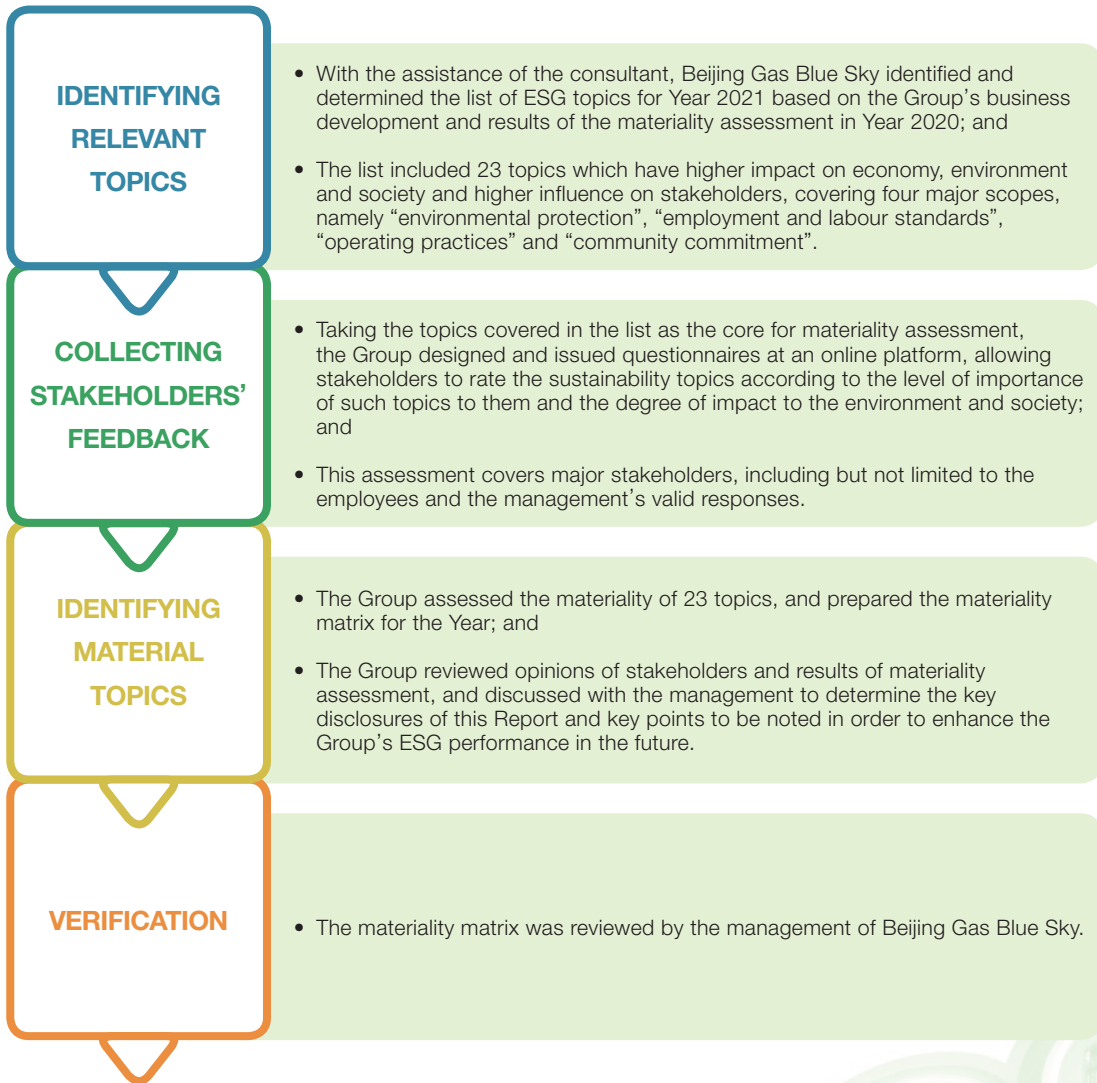 IDENTIFYING
RELEVANT
TOPICS
• With the assistance of the consultant, Beijing Gas Blue Sky identified and
determined the list of ESG topics for Year 2021 based on the Group’s business
development and results of the materiality assessment in Year 2020; and
• The list included 23 topics which have higher impact on economy, environment
and society and higher influence on stakeholders, covering four major scopes,
namely “environmental protection”, “employment and labour standards”,
“operating practices” and “community commitment”.
COLLECTING
STAKEHOLDERS’
FEEDBACK
• Taking the topics covered in the list as the core for materiality assessment,
the Group designed and issued questionnaires at an online platform, allowing
stakeholders to rate the sustainability topics according to the level of importance
of such topics to them and the degree of impact to the environment and society;
and
• This assessment covers major stakeholders, including but not limited to the
employees and the management’s valid responses.
IDENTIFYING
MATERIAL
TOPICS
• The Group assessed the materiality of 23 topics, and prepared the materiality
matrix for the Year; and
• The Group reviewed opinions of stakeholders and results of materiality
assessment, and discussed with the management to determine the key
disclosures of this Report and key points to be noted in order to enhance the
Group’s ESG performance in the future.
VERIFICATION
• The materiality matrix was reviewed by the management of Beijing Gas Blue Sky.